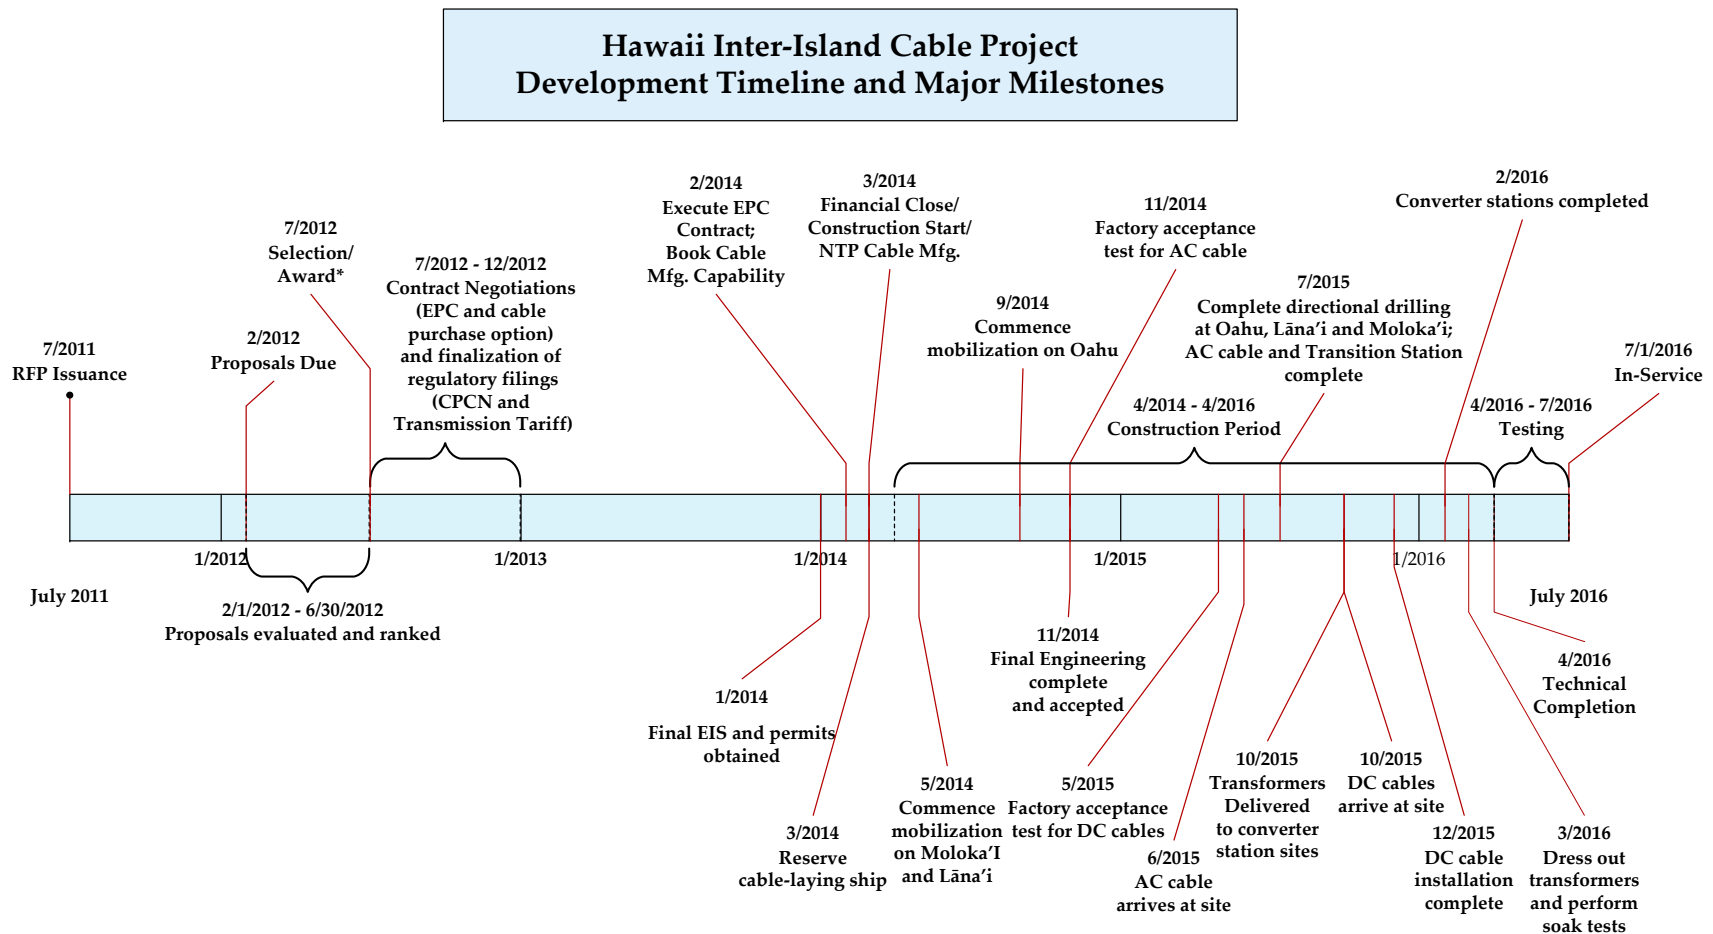 Hawaii Inter-Island Cable Project
Development Timeline and Major Milestones
7/2011
RFP Issuance
2/2012
Proposals Due
7/2012
Selection/
Award*
7/2012 - 12/2012
Contract Negotiations
(EPC and cable
purchase option)
and finalization of
regulatory filings
(CPCN and
Transmission Tariff)
2/2014
Execute EPC
Contract;
Book Cable
Mfg. Capability
3/2014
Financial Close/
Construction Start/
NTP Cable Mfg.
9/2014
Commence
mobilization on Oahu
11/2014
Factory acceptance
test for AC cable
4/2014 - 4/2016
Construction Period
7/2015
Complete directional drilling
at Oahu, Lāna’i and Moloka’i;
AC cable and Transition Station
complete
2/2016
Converter stations completed
4/2016 - 7/2016
Testing
7/1/2016
In-Service
1/2012
1/2013
1/2014
1/2015
1/2016
July 2011
July 2016
2/1/2012 - 6/30/2012
Proposals evaluated and ranked
1/2014
Final EIS and permits
obtained
3/2014
Reserve
cable-laying ship
5/2014
Commence
mobilization
on Moloka’I
and Lāna’i
11/2014
Final Engineering
complete
and accepted
5/2015
Factory acceptance
test for DC cables
6/2015
AC cable
arrives at site
10/2015
Transformers
Delivered
to converter
station sites
10/2015
DC cables
arrive at site
12/2015
DC cable
installation
complete
3/2016
Dress out
transformers
and perform
soak tests
4/2016
Technical
Completion